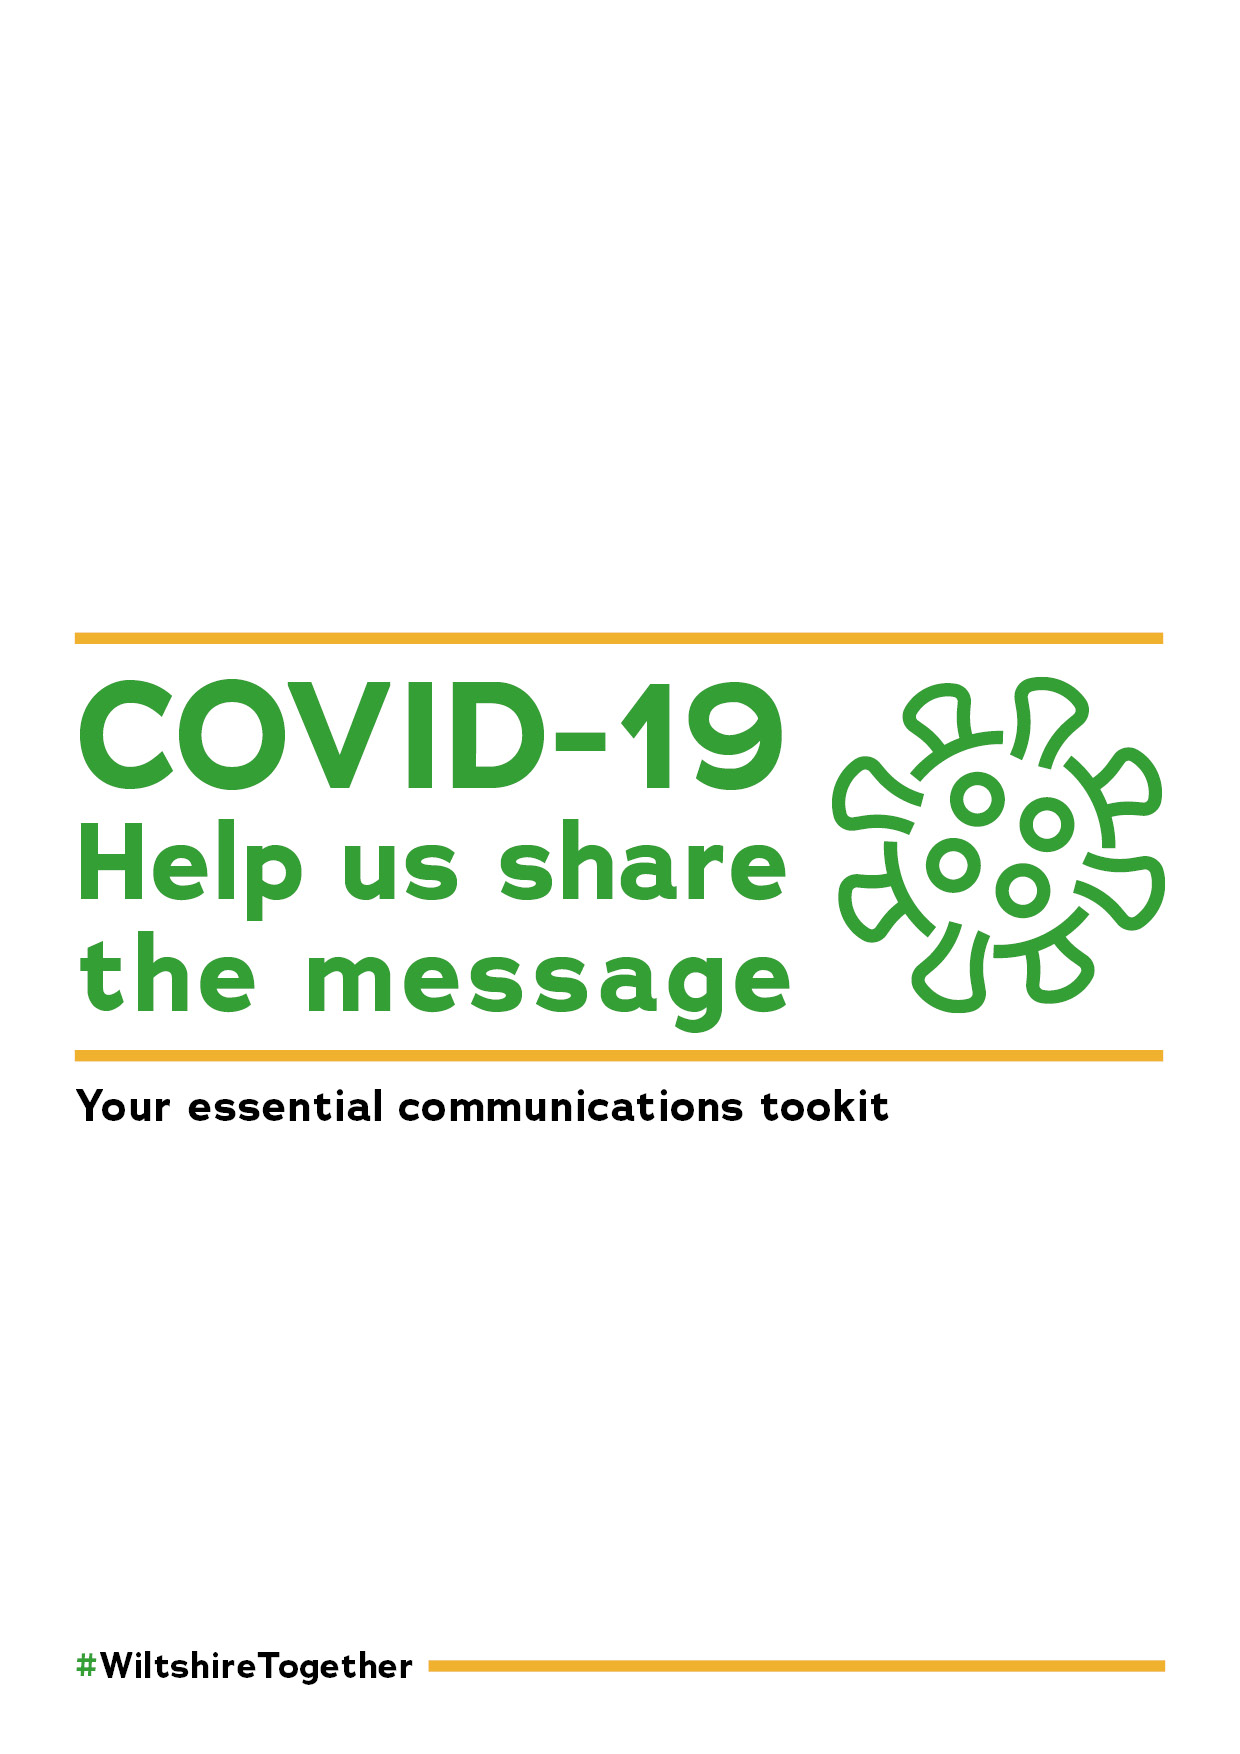 COVID-19
Help us share
the message
Your essential communications tookit
#WiltshireTogether